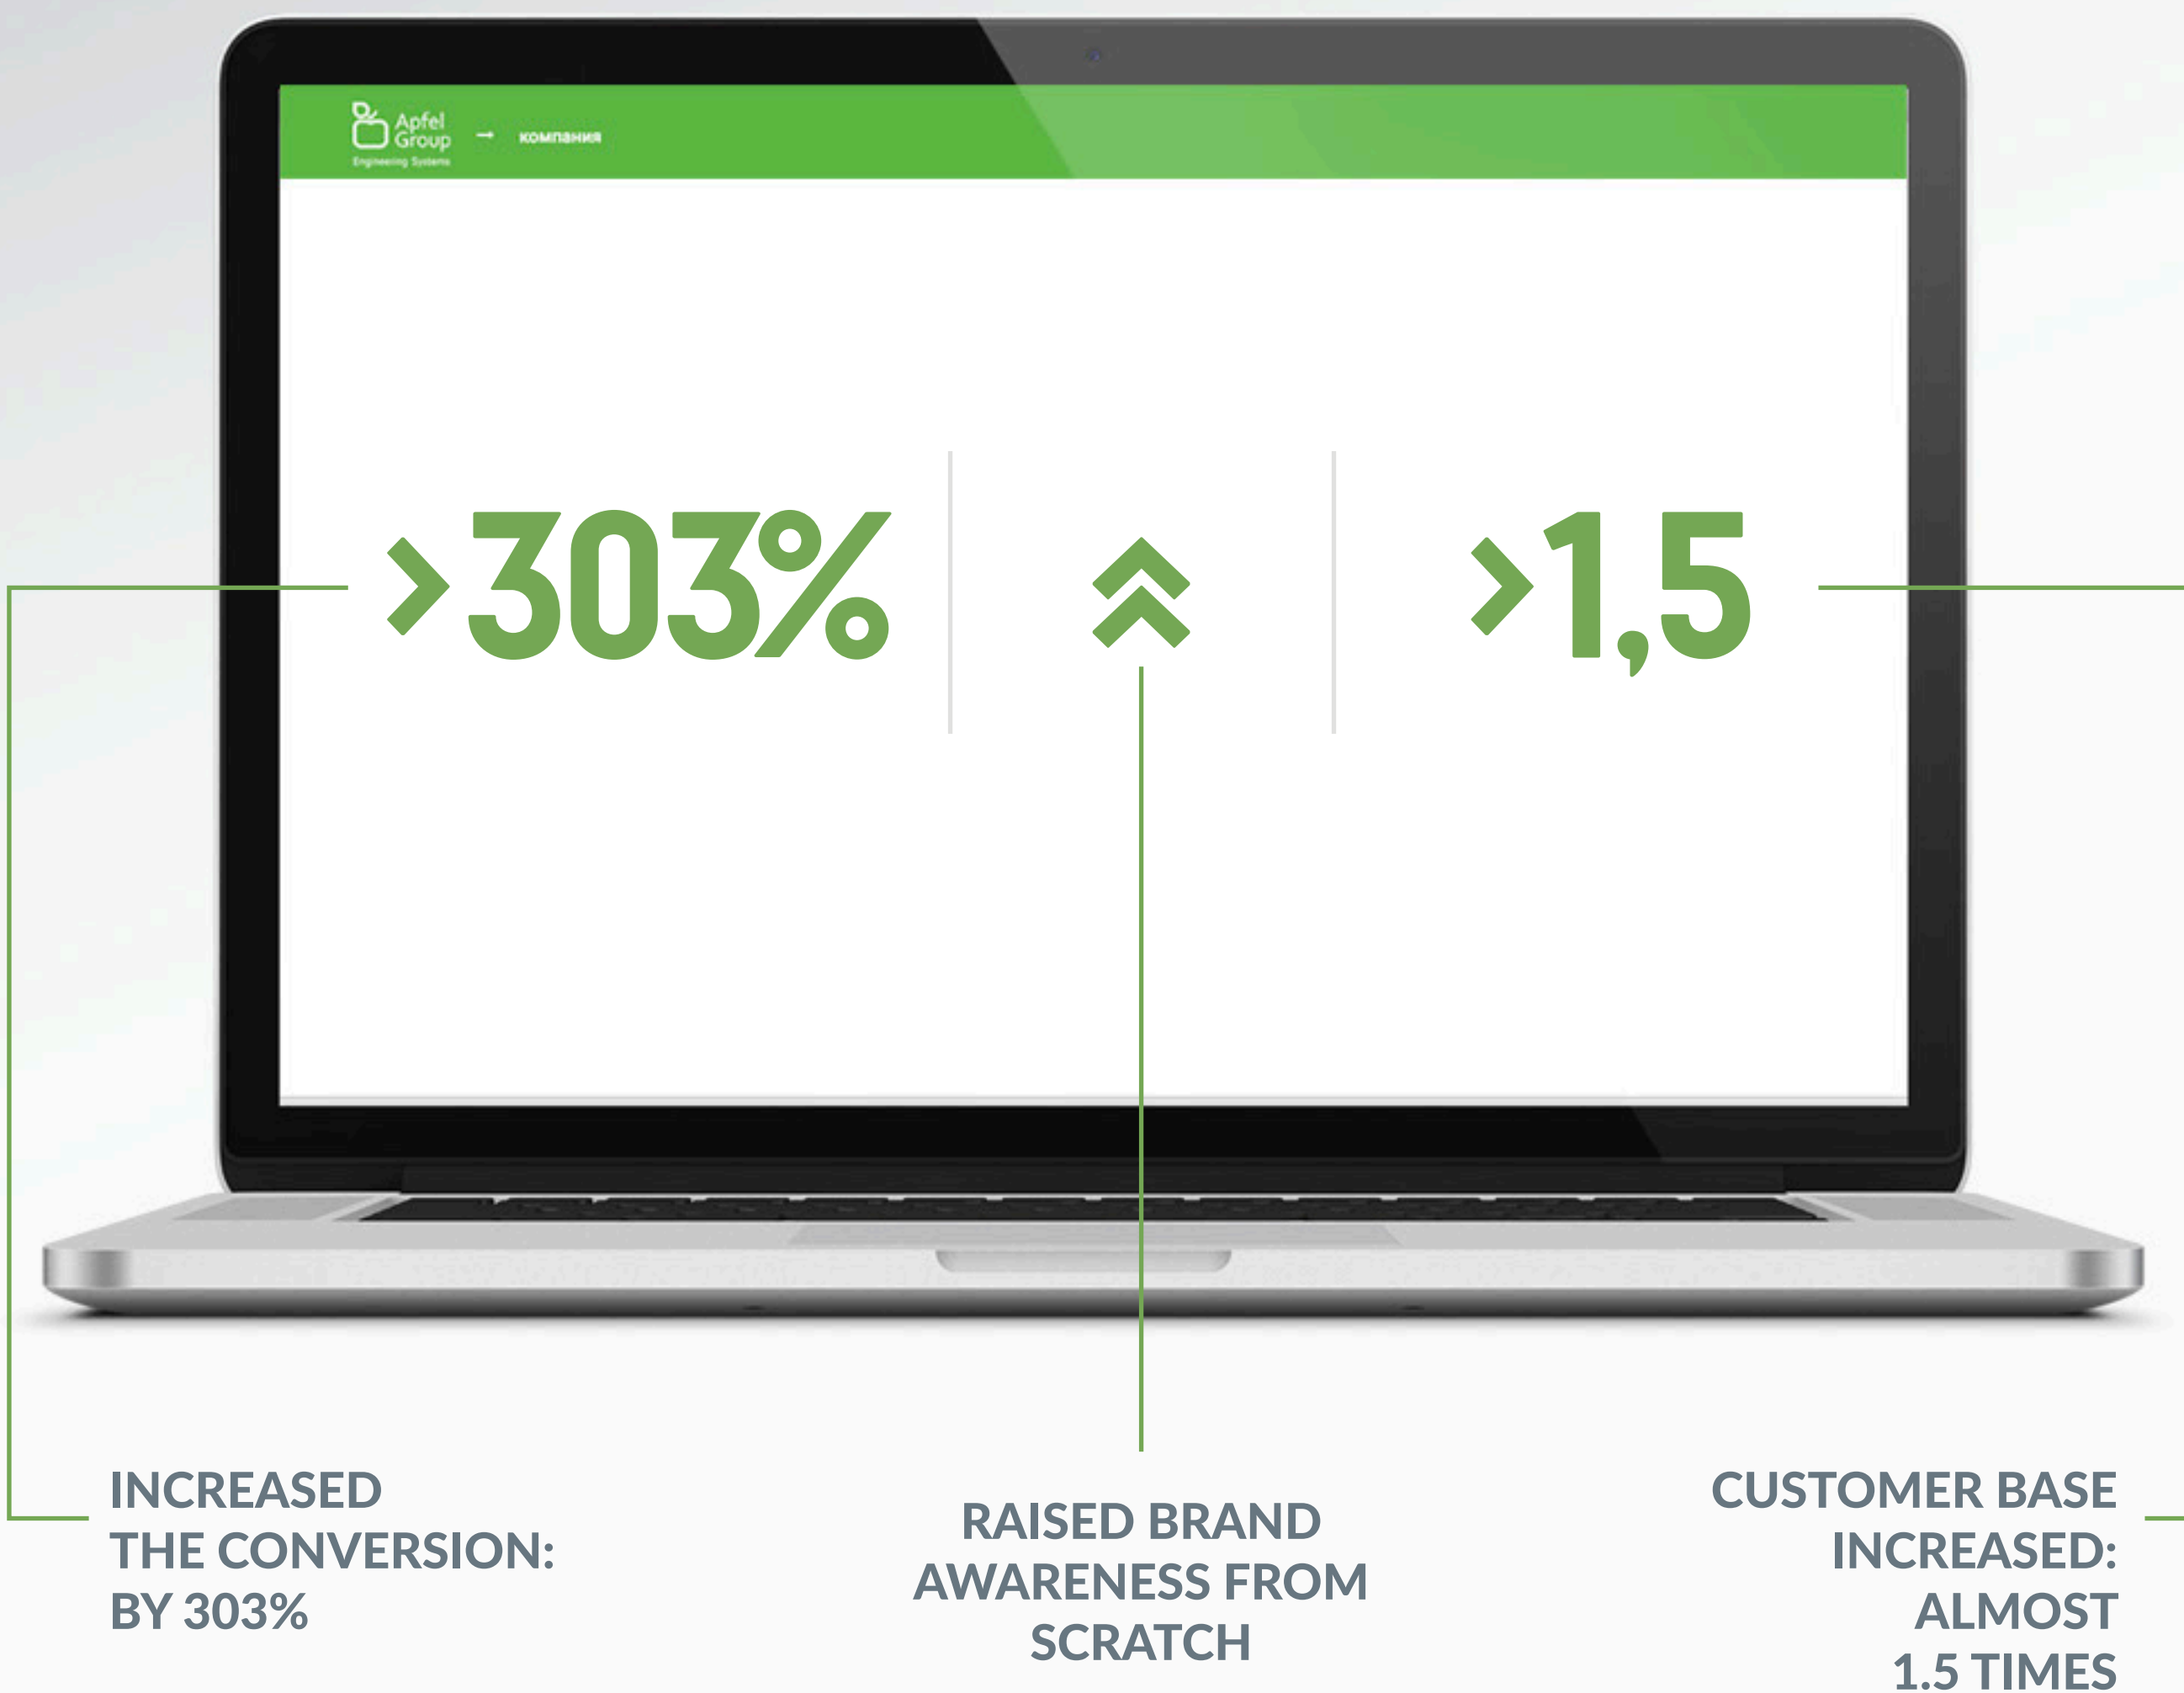 Apfel
Group
Engineering Systems
→ компания
>303%
>1,5
INCREASED
THE CONVERSION:
BY 303%
RAISED BRAND
AWARENESS FROM
SCRATCH
CUSTOMER BASE
INCREASED:
ALMOST
1.5 TIMES